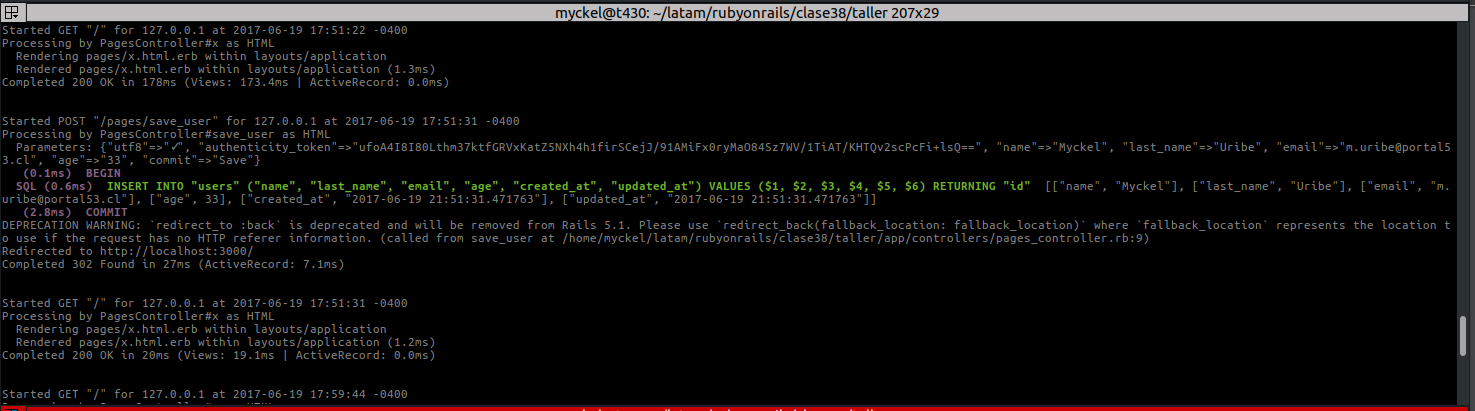 myckel@t430: ~/latam/rubyonrails/clase38/taller 207x29
Started GET "/" for 127.0.0.1 at 2017-06-19 17:51:22 -0400
Processing by PagesController#x as HTML
  Rendering pages/x.html.erb within layouts/application
  Rendered pages/x.html.erb within layouts/application (1.3ms)
Completed 200 OK in 178ms (Views: 173.4ms | ActiveRecord: 0.0ms)
Started POST "/pages/save_user" for 127.0.0.1 at 2017-06-19 17:51:31 -0400
Processing by PagesController#save_user as HTML
  Parameters: {"utf8"=>"✓", "authenticity_token"=>"ufoA4I8I80Lthm37ktfGRVxKatZ5NXh4h1firSCejJ/91AMiFx0ryMaO84Sz7WV/1TiAT/KHTQv2scPcFi+lsQ==", "name"=>"Myckel", "last_name"=>"Uribe", "email"=>"m.uribe@portal5
3.cl", "age"=>"33", "commit"=>"Save"}
   (0.1ms)  BEGIN
  SQL (0.6ms)  INSERT INTO "users" ("name", "last_name", "email", "age", "created_at", "updated_at") VALUES ($1, $2, $3, $4, $5, $6) RETURNING "id"  [["name", "Myckel"], ["last_name", "Uribe"], ["email", "m.
uribe@portal53.cl"], ["age", 33], ["created_at", "2017-06-19 21:51:31.471763"], ["updated_at", "2017-06-19 21:51:31.471763"]]
   (2.8ms)  COMMIT
DEPRECATION WARNING: `redirect_to :back` is deprecated and will be removed from Rails 5.1. Please use `redirect_back(fallback_location: fallback_location)` where `fallback_location` represents the location t
o use if the request has no HTTP referer information. (called from save_user at /home/myckel/latam/rubyonrails/clase38/taller/app/controllers/pages_controller.rb:9)
Redirected to http://localhost:3000/
Completed 302 Found in 27ms (ActiveRecord: 7.1ms)
Started GET "/" for 127.0.0.1 at 2017-06-19 17:51:31 -0400
Processing by PagesController#x as HTML
  Rendering pages/x.html.erb within layouts/application
  Rendered pages/x.html.erb within layouts/application (1.2ms)
Completed 200 OK in 20ms (Views: 19.1ms | ActiveRecord: 0.0ms)
Started GET "/" for 127.0.0.1 at 2017-06-19 17:59:44 -0400